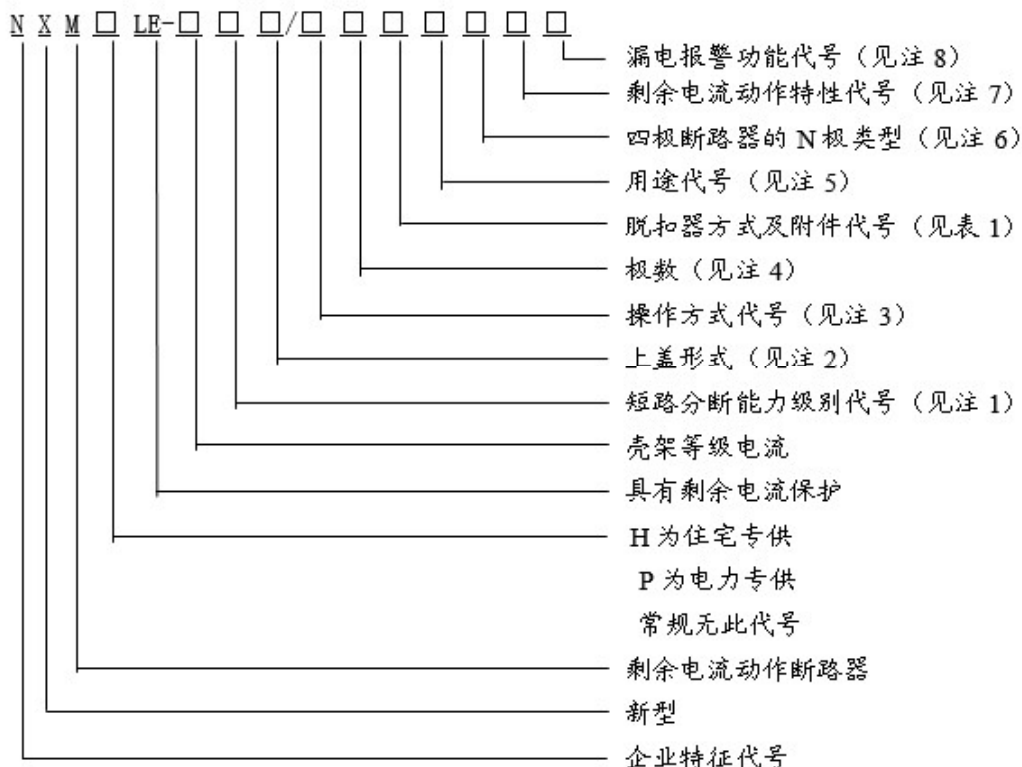 N X M □ LE-□ □ □/□ □ □ □ □ □ □
漏电报警功能代号（见注 8）
剩余电流动作特性代号（见注 7）
四极断路器的 N 极类型（见注 6）
用途代号（见注 5）
脱扣器方式及附件代号（见表 1）
极数（见注 4）
操作方式代号（见注 3）
上盖形式（见注 2）
短路分断能力级别代号（见注 1）
壳架等级电流
具有剩余电流保护
H 为住宅专供
P 为电力专供
常规无此代号
剩余电流动作断路器
新型
企业特征代号